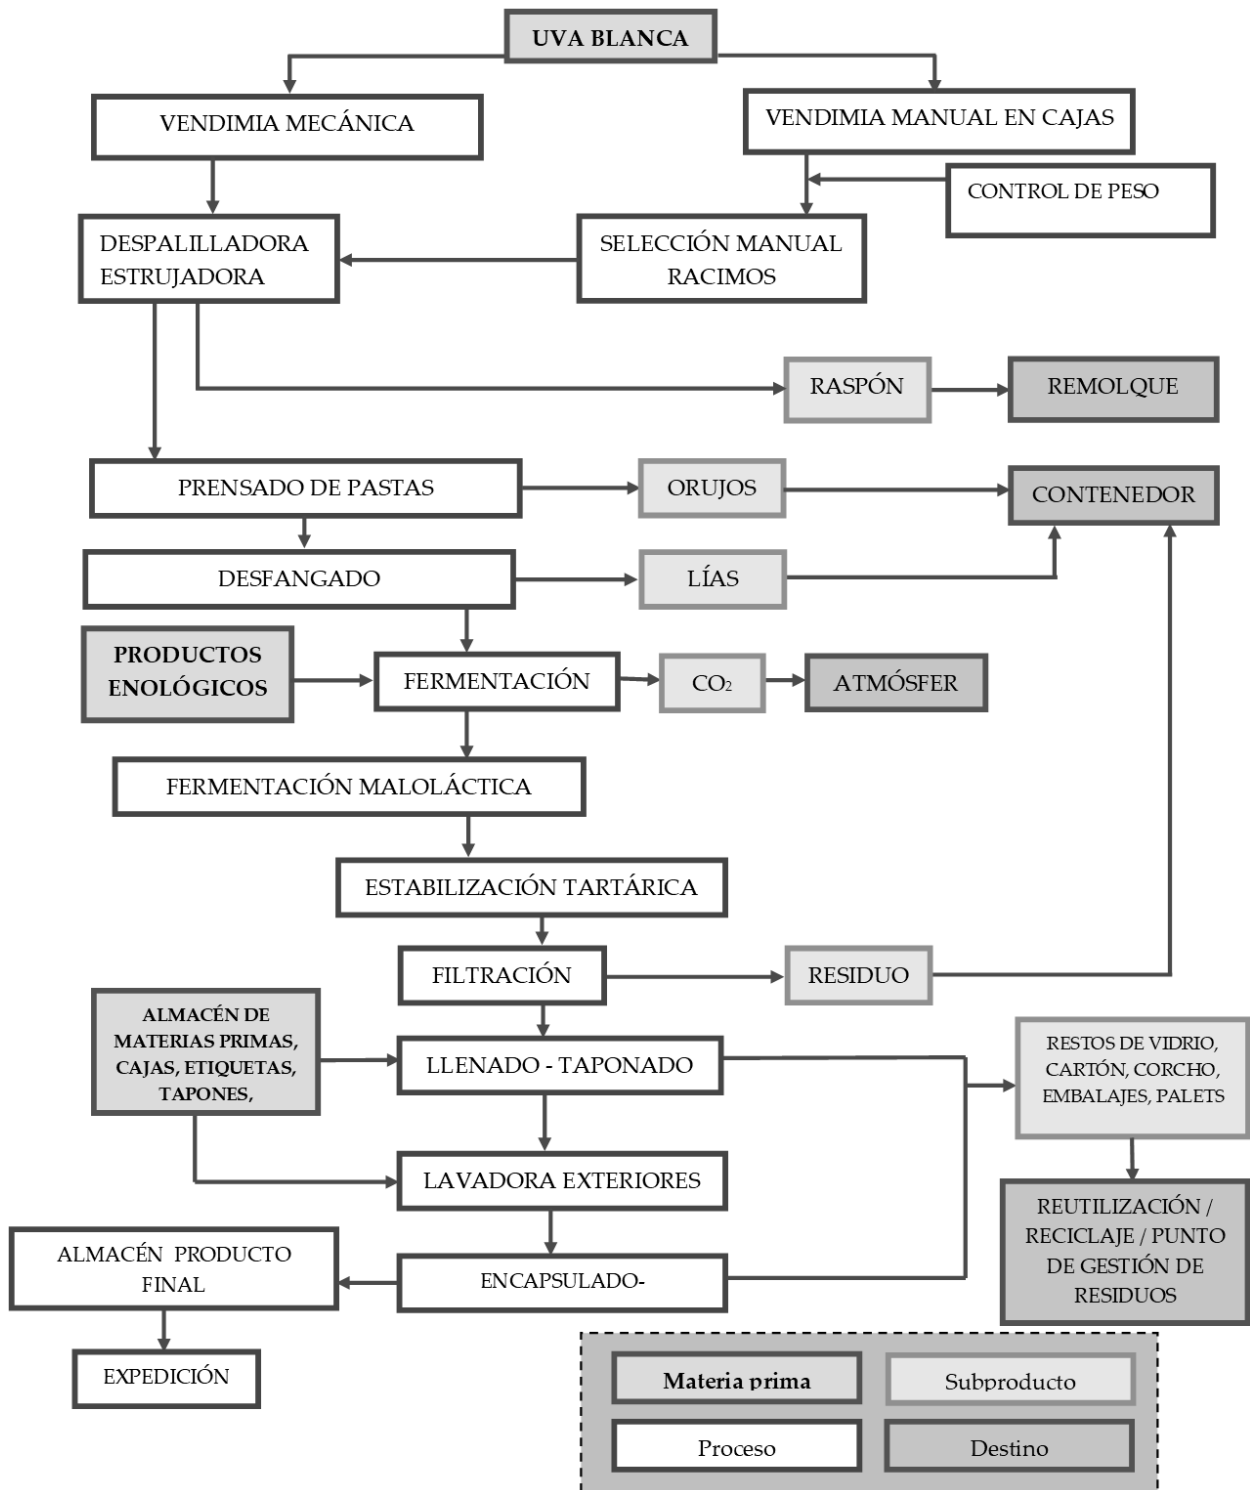 UVA BLANCA
VENDIMIA MECÁNICA
VENDIMIA MANUAL EN CAJAS
CONTROL DE PESO
DESPALILLADORA
ESTRUJADORA
SELECCIÓN MANUAL
RACIMOS
RASPÓN
REMOLQUE
PRENSADO DE PASTAS
ORUJOS
CONTENEDOR
DESFANGADO
LÍAS
PRODUCTOS
ENOLÓGICOS
FERMENTACIÓN
CO₂
ATMÓSFER
FERMENTACIÓN MALOLÁCTICA
ESTABILIZACIÓN TARTÁRICA
FILTRACIÓN
RESIDUO
ALMACÉN DE
MATERIAS PRIMAS,
CAJAS, ETIQUETAS,
TAPONES,
LLENADO - TAPONADO
RESTOS DE VIDRIO,
CARTÓN, CORCHO,
EMBALAJES, PALETS
LAVADORA EXTERIORES
REUTILIZACIÓN /
RECICLAJE / PUNTO
DE GESTIÓN DE
RESIDUOS
ALMACÉN PRODUCTO
FINAL
ENCAPSULADO-
EXPEDICIÓN
Materia prima
Subproducto
Proceso
Destino